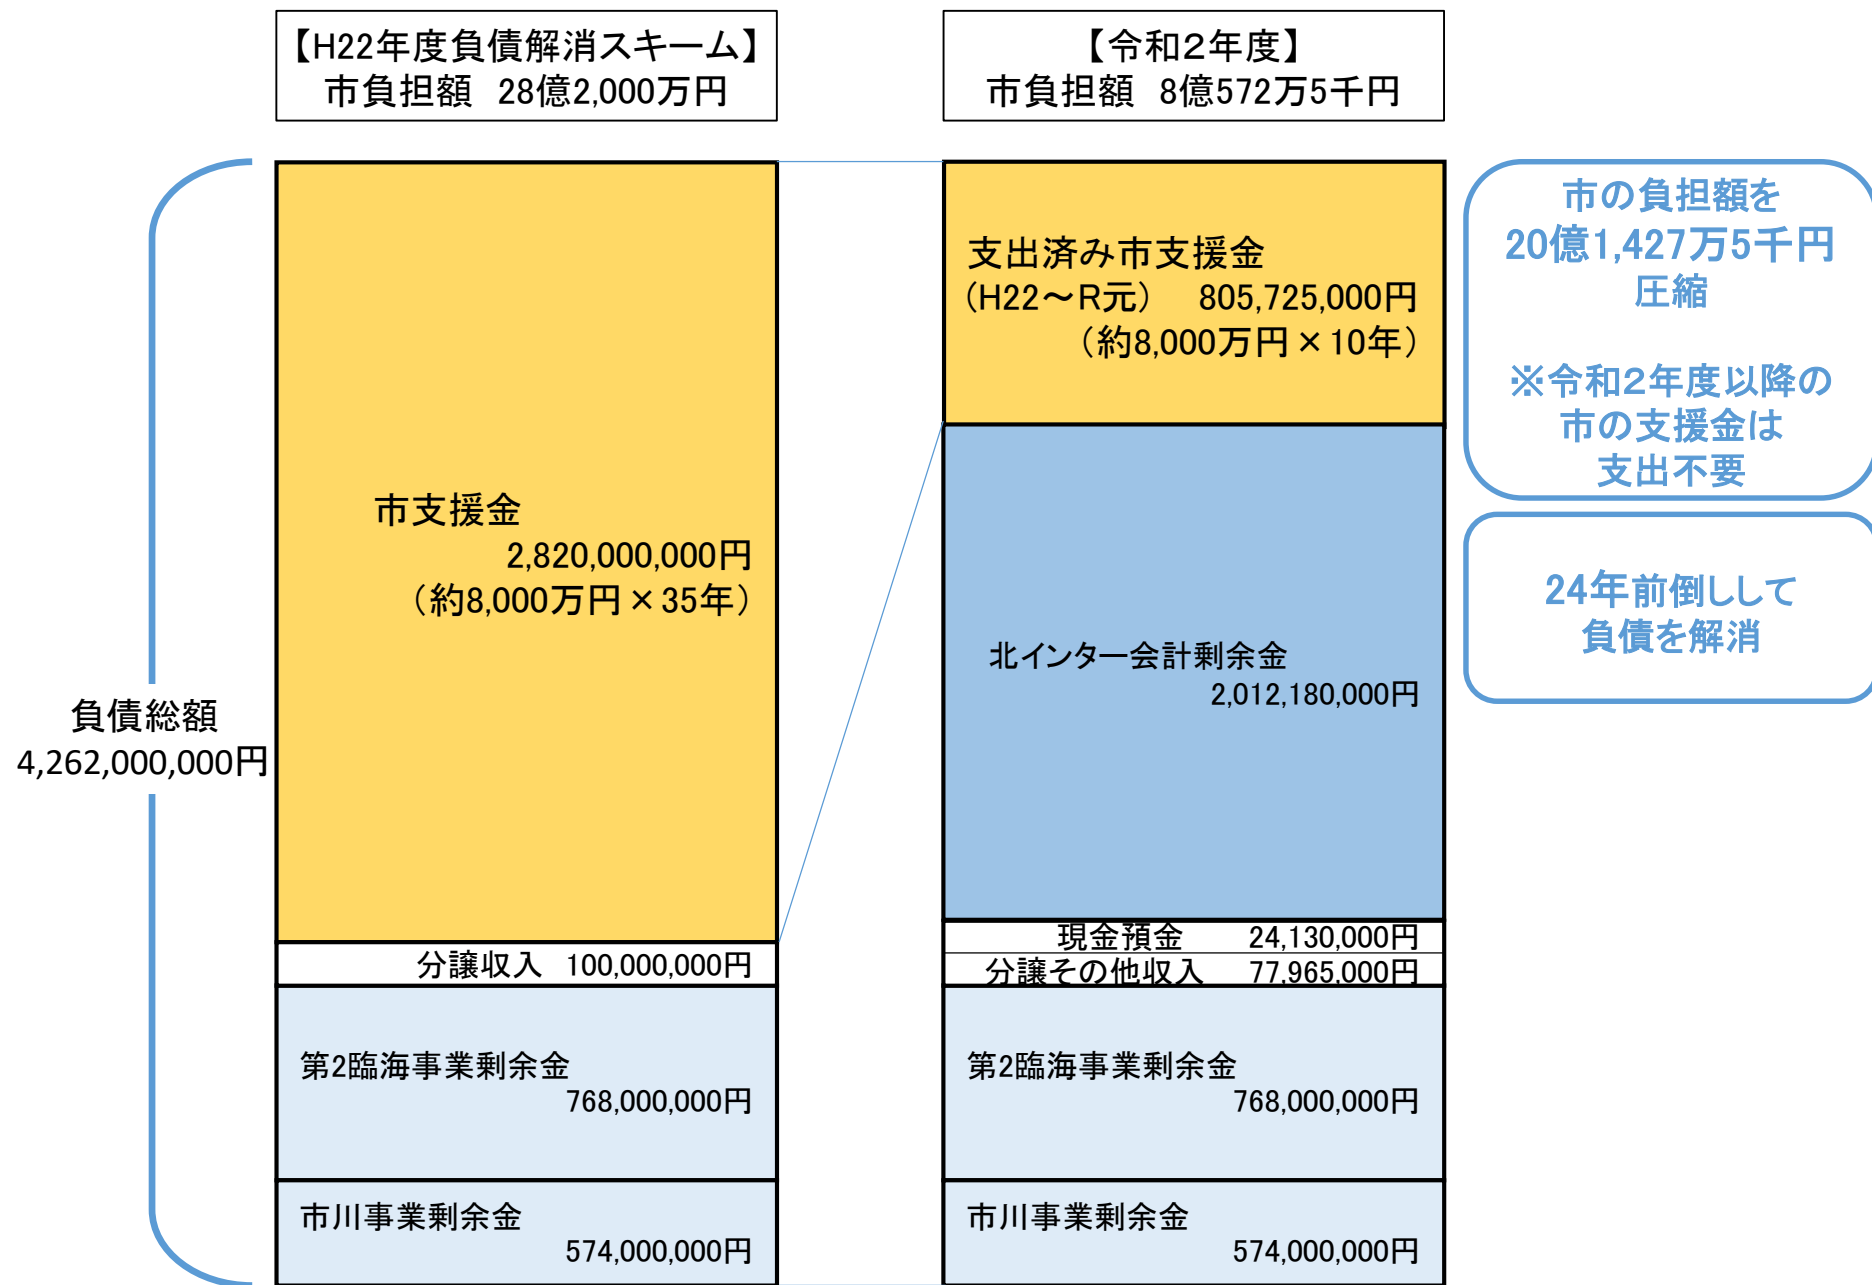 【H22年度負債解消スキーム】
市負担額 28億2,000万円
【令和２年度】
市負担額 8億572万5千円
負債総額
4,262,000,000円
市支援金
2,820,000,000円
（約8,000万円×35年）
分譲収入 100,000,000円
第2臨海事業剰余金
768,000,000円
市川事業剰余金
574,000,000円
支出済み市支援金
（H22～R元） 805,725,000円
（約8,000万円×10年）
北インター会計剰余金
2,012,180,000円
現金預金 24,130,000円
分譲その他収入 77,965,000円
第2臨海事業剰余金
768,000,000円
市川事業剰余金
574,000,000円
市の負担額を
20億1,427万5千円
圧縮
※令和２年度以降の
市の支援金は
支出不要
24年前倒しして
負債を解消